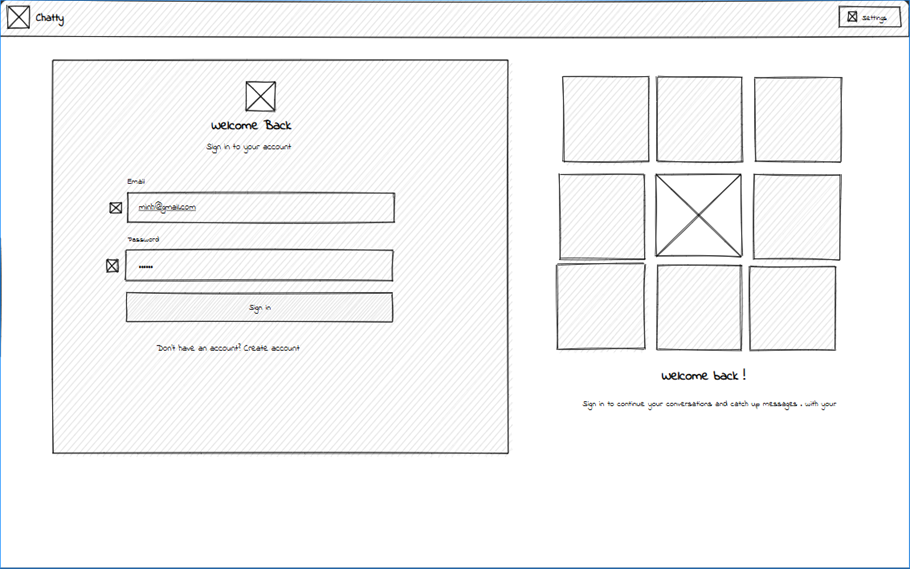 Chatty
Settings
Welcome Back
Sign in to your account
Email
minh@gmail.com
Password
••••••
Sign in
Don't have an account? Create account
Welcome back !
Sign in to continue your conversations and catch up messages . with your